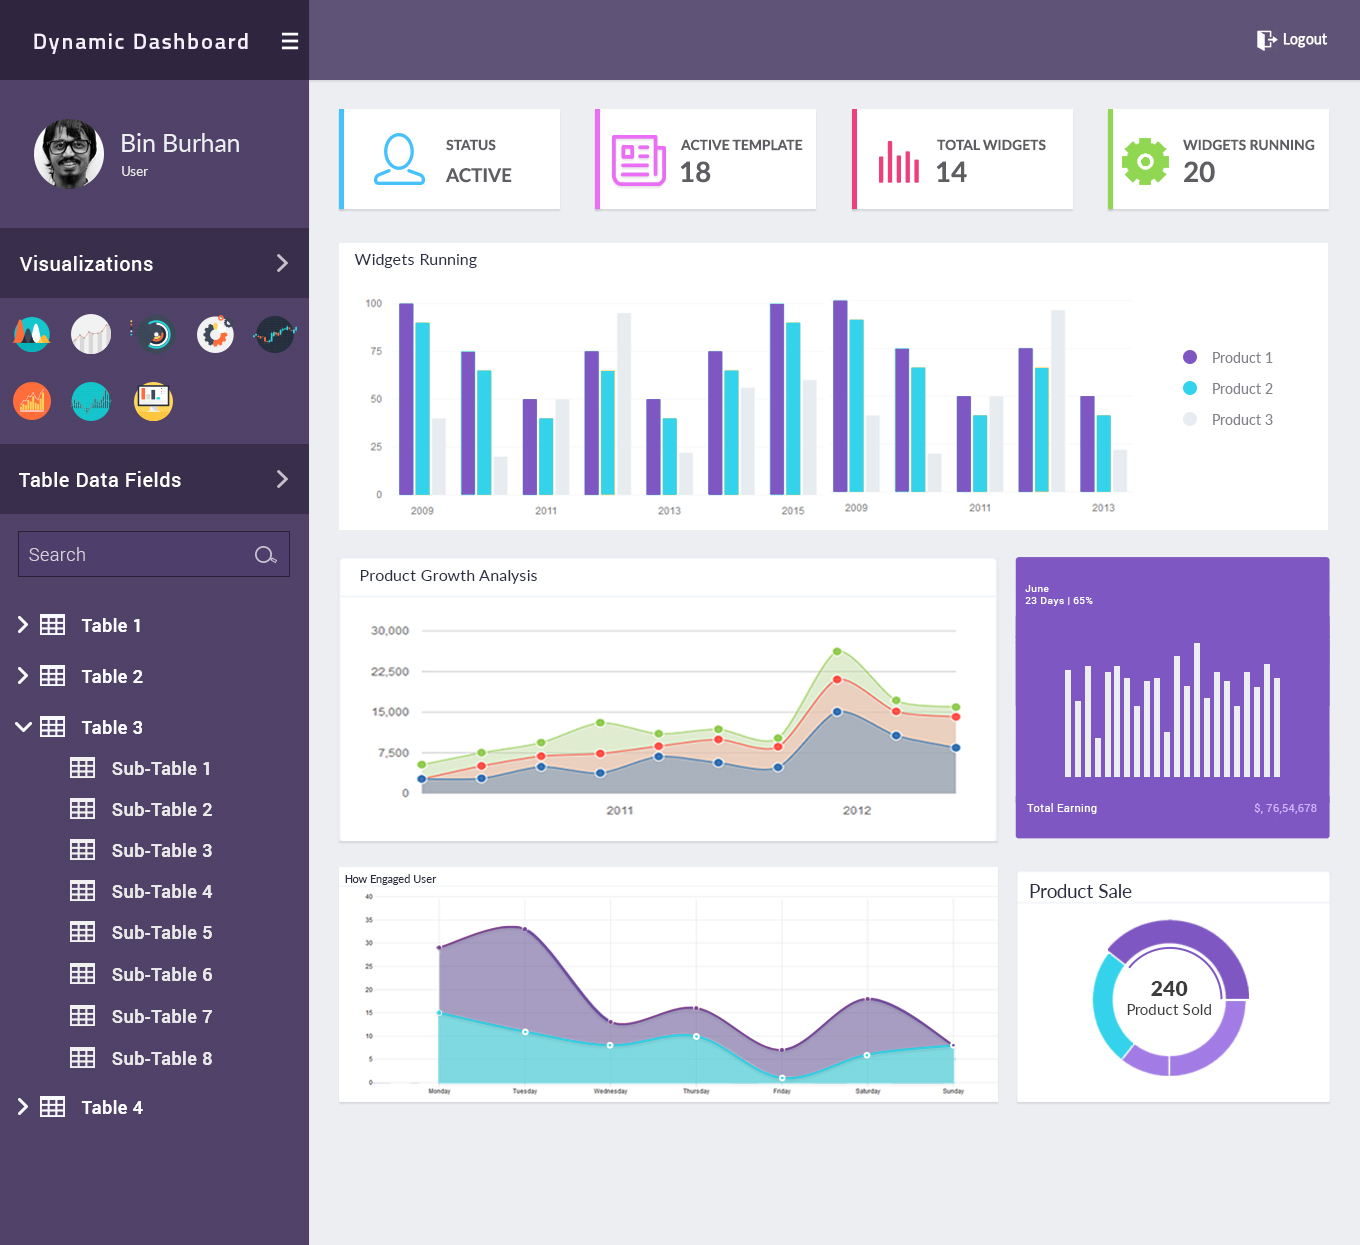 Dynamic Dashboard
Logout
Bin Burhan
User
Visualizations
Table Data Fields
Search
Table 1
Table 2
Table 3
Sub-Table 1
Sub-Table 2
Sub-Table 3
Sub-Table 4
Sub-Table 5
Sub-Table 6
Sub-Table 7
Sub-Table 8
Table 4
STATUS
ACTIVE
ACTIVE TEMPLATE
18
TOTAL WIDGETS
14
WIDGETS RUNNING
20
Widgets Running
100
75
50
25
0
2009 2011 2013 2015 2009 2011 2013
Product 1
Product 2
Product 3
Product Growth Analysis
30,000
22,500
15,000
7,500
0
2011 2012
June
23 Days | 65%
Total Earning $, 76,54,678
How Engaged User
40
35
30
25
20
15
10
5
0
Monday Tuesday Wednesday Thursday Friday Saturday Sunday
Product Sale
240
Product Sold